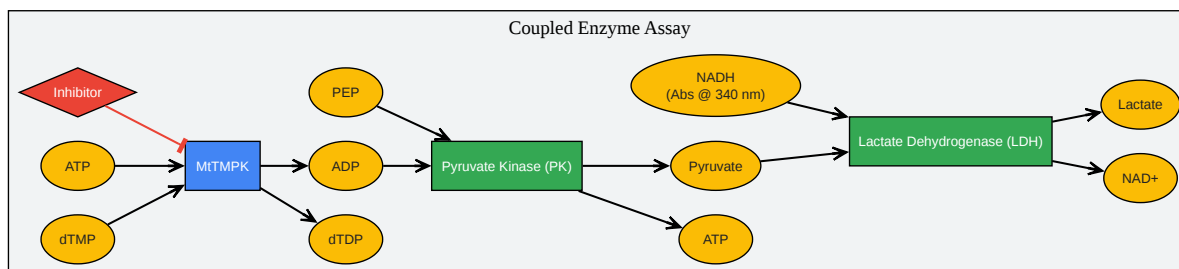 Coupled Enzyme Assay
Inhibitor
PEP
NADH
(Abs @ 340 nm)
Lactate
ATP
MtTMPK
ADP
Pyruvate Kinase (PK)
Pyruvate
Lactate Dehydrogenase (LDH)
NAD+
dTMP
dTDP
ATP